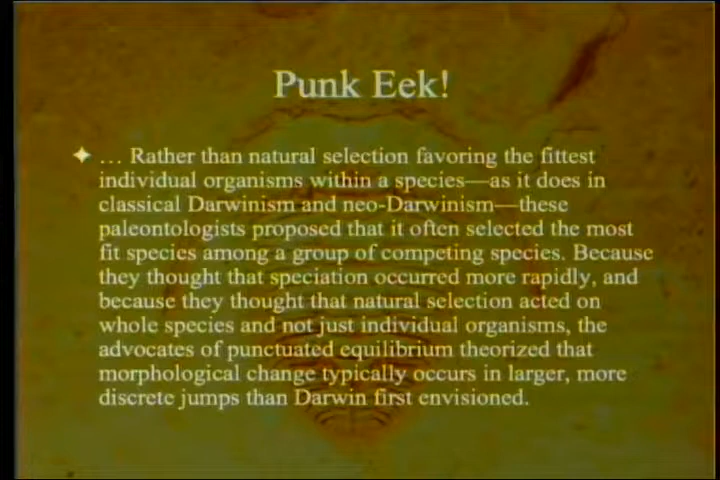 Punk Eek!
… Rather than natural selection favoring the fittest
individual organisms within a species—as it does in
classical Darwinism and neo-Darwinism—these
paleontologists proposed that it often selected the most
fit species among a group of competing species. Because
they thought that speciation occurred more rapidly, and
because they thought that natural selection acted on
whole species and not just individual organisms, the
advocates of punctuated equilibrium theorized that
morphological change typically occurs in larger, more
discrete jumps than Darwin first envisioned.